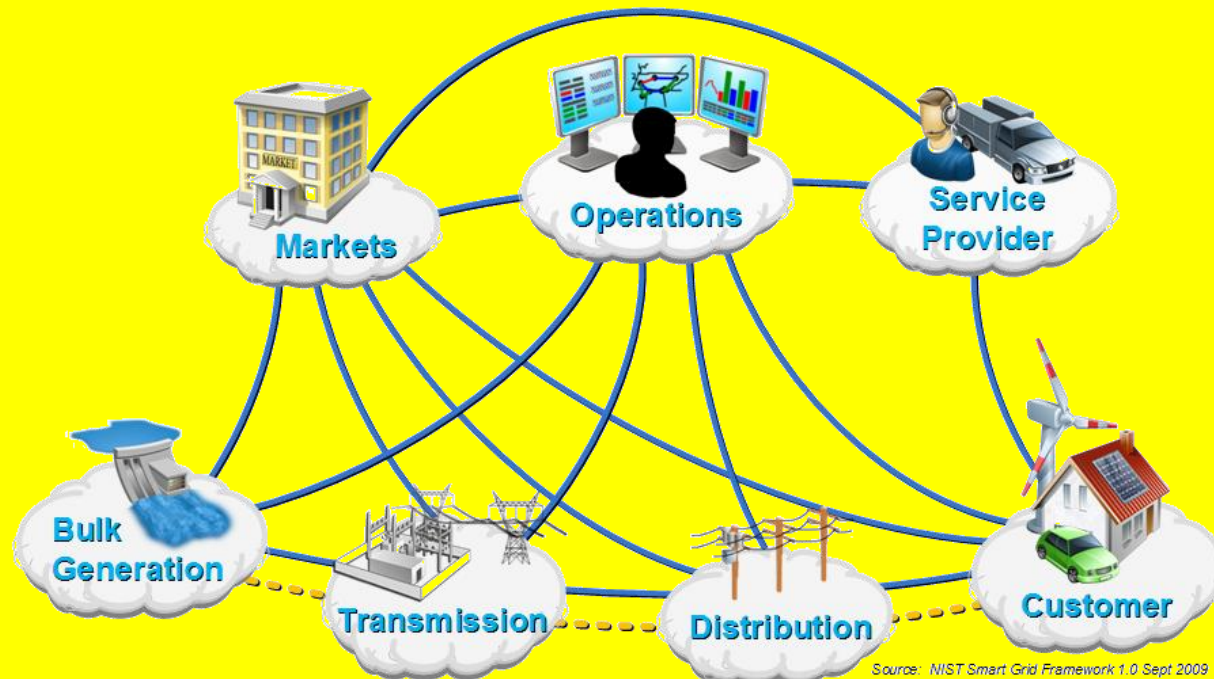 MARKET
Markets
Operations
Service
Provider
Bulk
Generation
Transmission
Distribution
Customer
Source: NIST Smart Grid Framework 1.0 Sept 2009